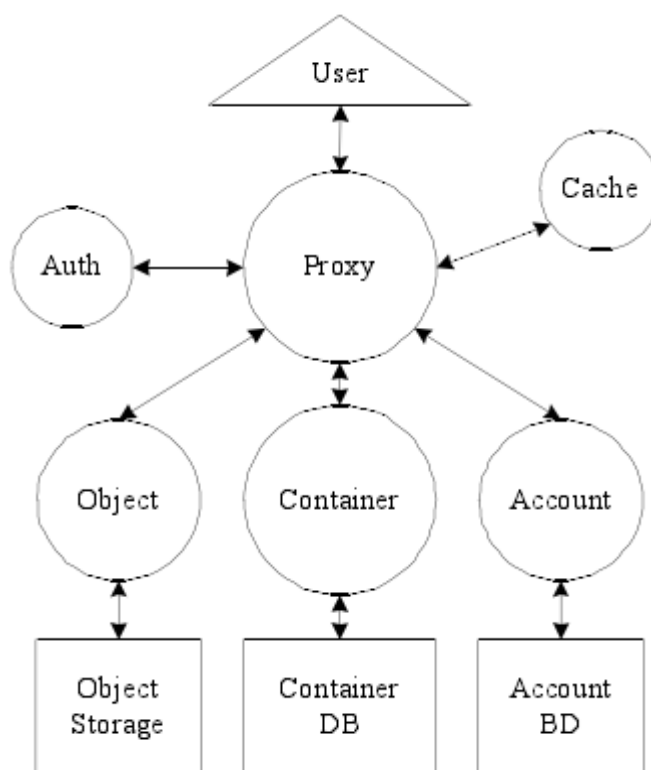 User
Cache
Auth
Proxy
Object
Container
Account
Object
Storage
Container
DB
Account
BD